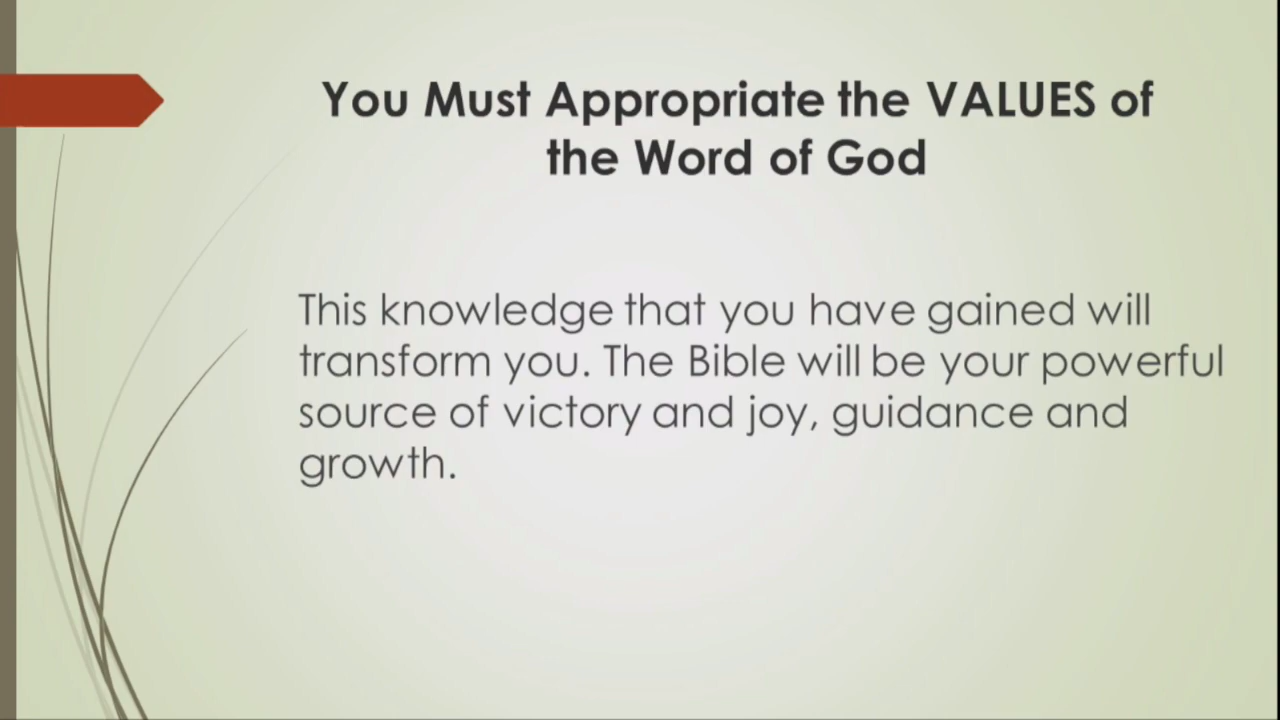 You Must Appropriate the VALUES of
the Word of God
This knowledge that you have gained will
transform you. The Bible will be your powerful
source of victory and joy, guidance and
growth.